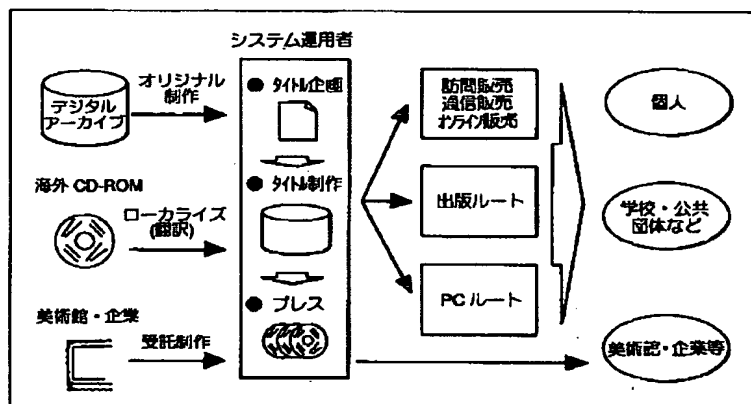 システム運用者
デジタル
アーカイブ
オリジナル
制作
● タイトル企画
訪問販売
通信販売
オンライン販売
個人
海外 CD-ROM
ローカライズ
(翻訳)
● タイトル制作
出版ルート
学校・公共
団体など
美術館・企業
受託制作
● プレス
PC ルート
美術館・企業等